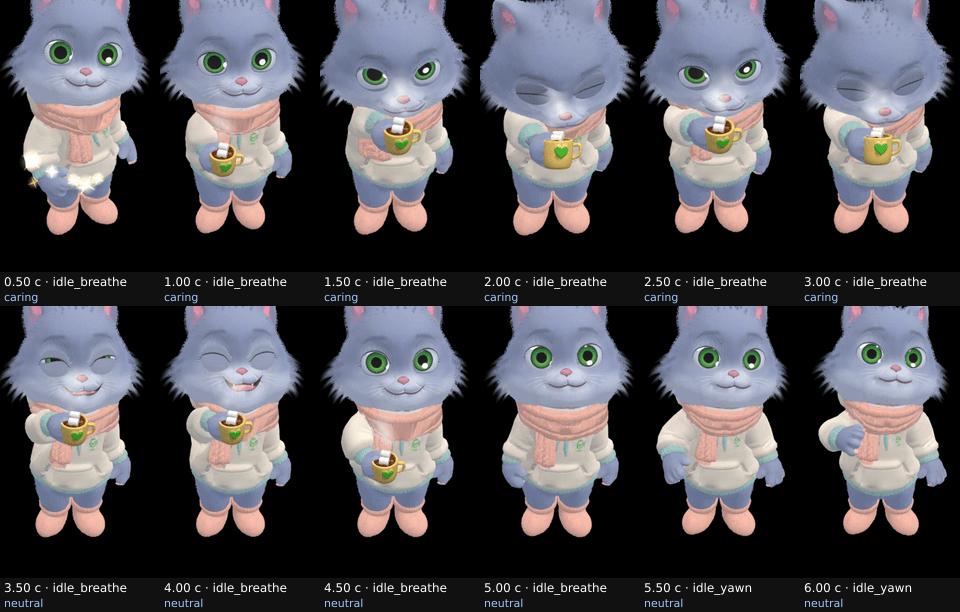 0.50 с · idle_breathe
caring
1.00 с · idle_breathe
caring
1.50 с · idle_breathe
caring
2.00 с · idle_breathe
caring
2.50 с · idle_breathe
caring
3.00 с · idle_breathe
caring
3.50 с · idle_breathe
neutral
4.00 с · idle_breathe
neutral
4.50 с · idle_breathe
neutral
5.00 с · idle_breathe
neutral
5.50 с · idle_yawn
neutral
6.00 с · idle_yawn
neutral